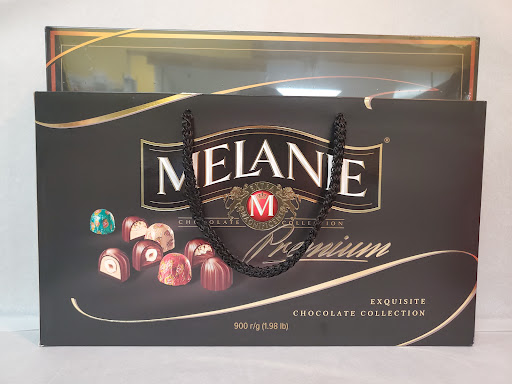 MELANIE®
M
CHOCOLATE COLLECTION
Premium
EXQUISITE
CHOCOLATE COLLECTION
900 г/g (1.98 lb)